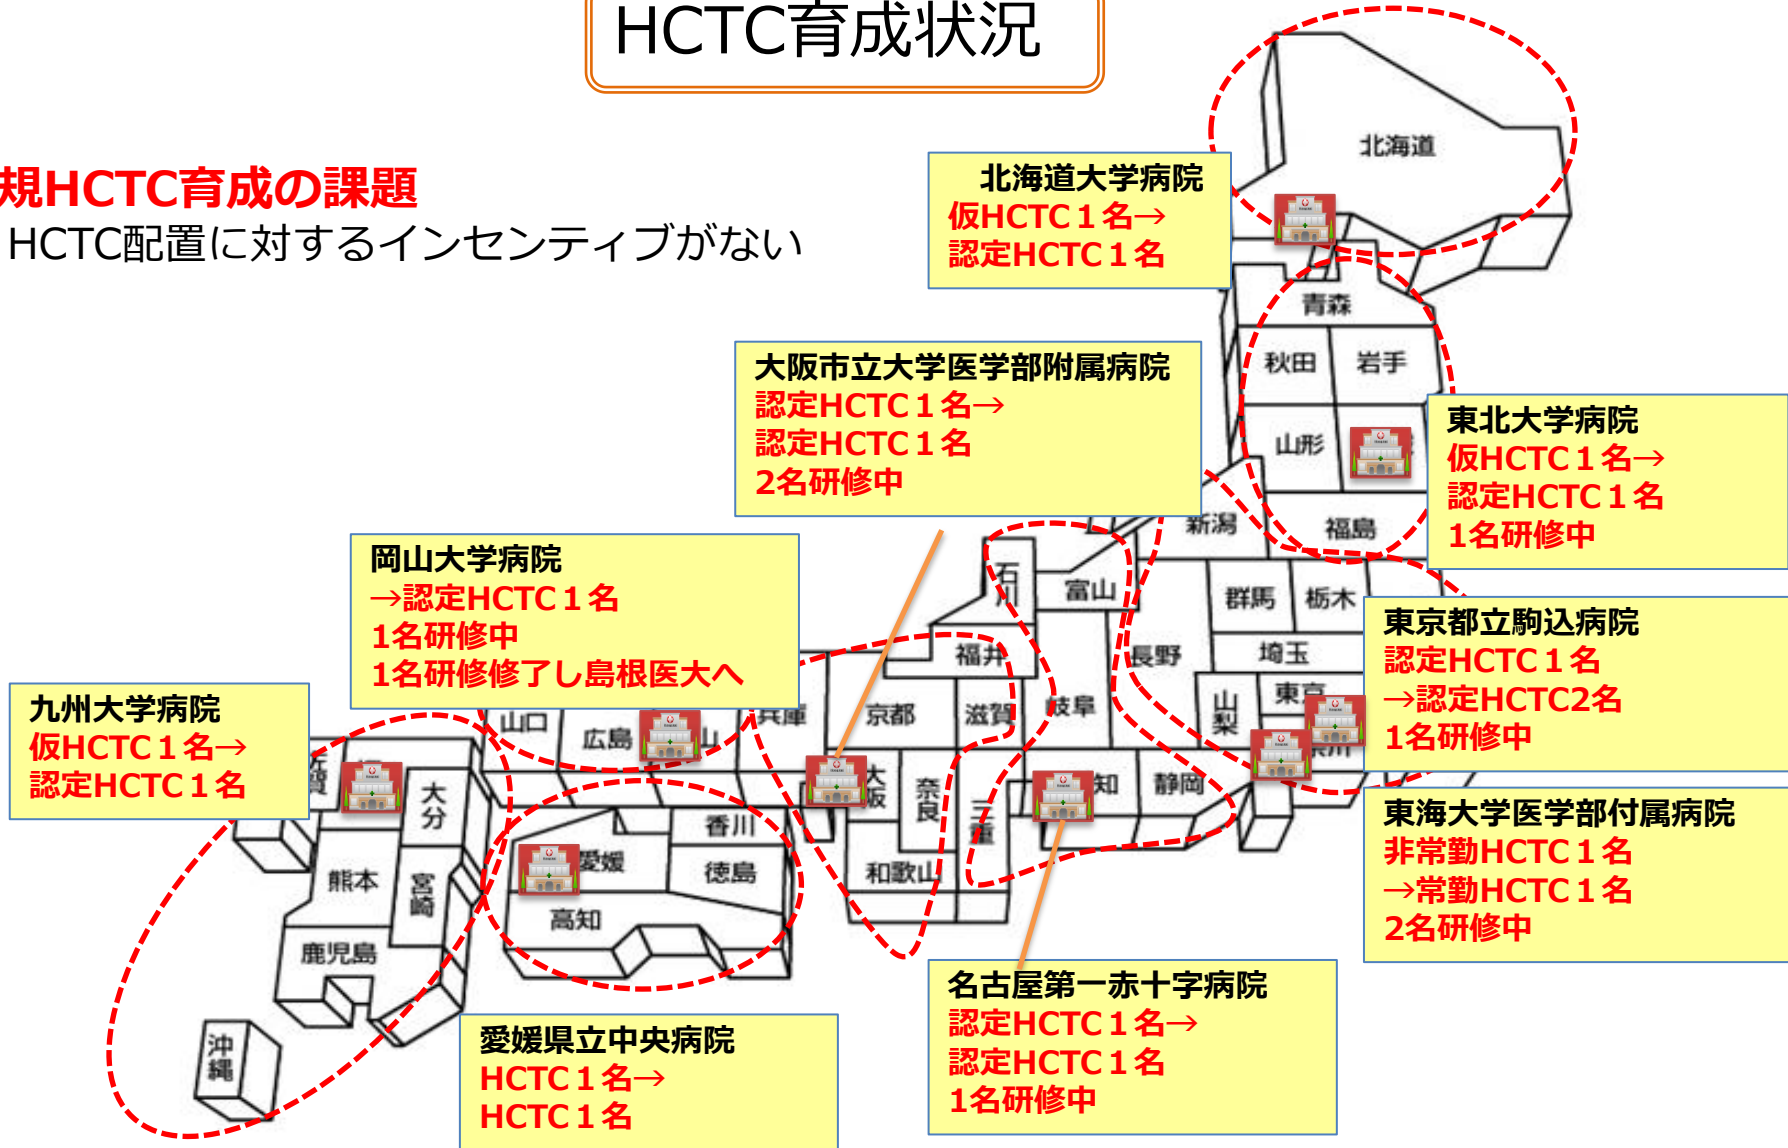 HCTC育成状況
規HCTC育成の課題
HCTC配置に対するインセンティブがない
北海道大学病院
仮HCTC１名→
認定HCTC１名
大阪市立大学医学部附属病院
認定HCTC１名→
認定HCTC１名
2名研修中
東北大学病院
仮HCTC１名→
認定HCTC１名
1名研修中
岡山大学病院
→認定HCTC１名
1名研修中
1名研修修了し島根医大へ
東京都立駒込病院
認定HCTC１名
→認定HCTC2名
1名研修中
九州大学病院
仮HCTC１名→
認定HCTC１名
東海大学医学部付属病院
非常勤HCTC１名
→常勤HCTC１名
2名研修中
名古屋第一赤十字病院
認定HCTC１名→
認定HCTC１名
1名研修中
愛媛県立中央病院
HCTC１名→
HCTC１名
北海道
青森
秋田
岩手
山形
新潟
福島
石川
富山
群馬
栃木
福井
長野
埼玉
山梨
東京
川
岐阜
山口
広島
山
兵庫
京都
滋賀
大阪
奈良
三重
知
静岡
和歌山
佐賀
大分
熊本
宮崎
鹿児島
沖縄
香川
愛媛
徳島
高知